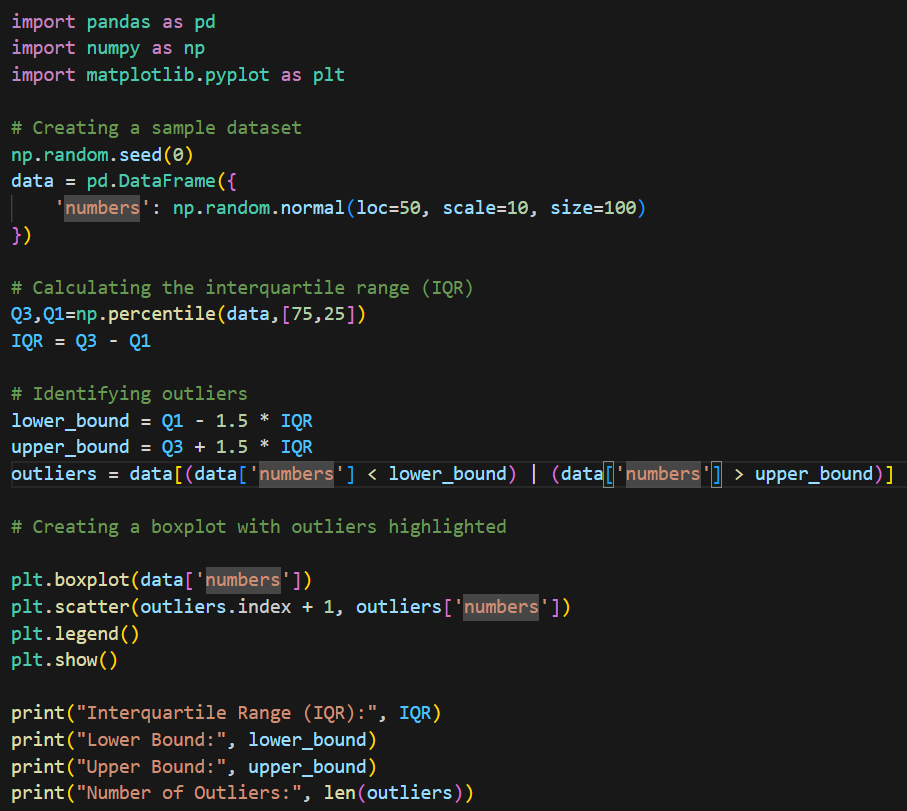 import pandas as pd
import numpy as np
import matplotlib.pyplot as plt

# Creating a sample dataset
np.random.seed(0)
data = pd.DataFrame({
    'numbers': np.random.normal(loc=50, scale=10, size=100)
})

# Calculating the interquartile range (IQR)
Q3,Q1=np.percentile(data,[75,25])
IQR = Q3 - Q1

# Identifying outliers
lower_bound = Q1 - 1.5 * IQR
upper_bound = Q3 + 1.5 * IQR
outliers = data[(data['numbers'] < lower_bound) | (data['numbers'] > upper_bound)]

# Creating a boxplot with outliers highlighted

plt.boxplot(data['numbers'])
plt.scatter(outliers.index + 1, outliers['numbers'])
plt.legend()
plt.show()

print("Interquartile Range (IQR):", IQR)
print("Lower Bound:", lower_bound)
print("Upper Bound:", upper_bound)
print("Number of Outliers:", len(outliers))